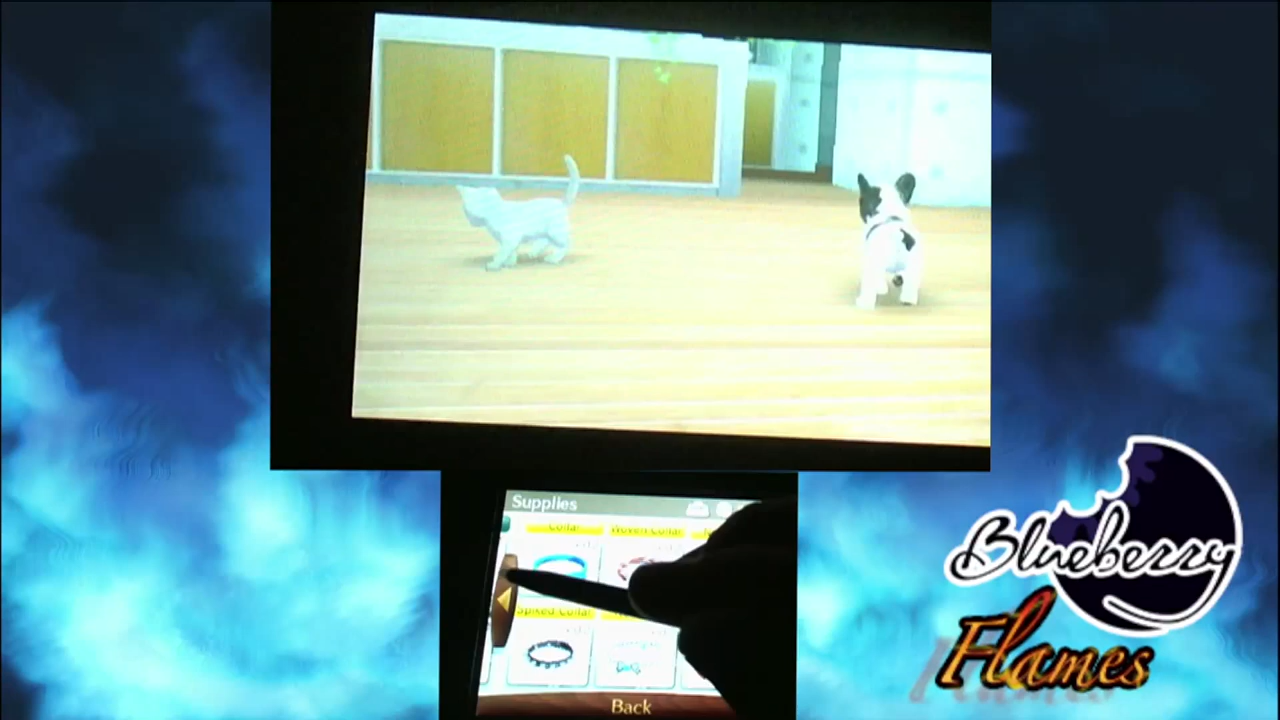 Supplies
Collar
Woven Collar
Spiked Collar
Back
Blueberry
Flames